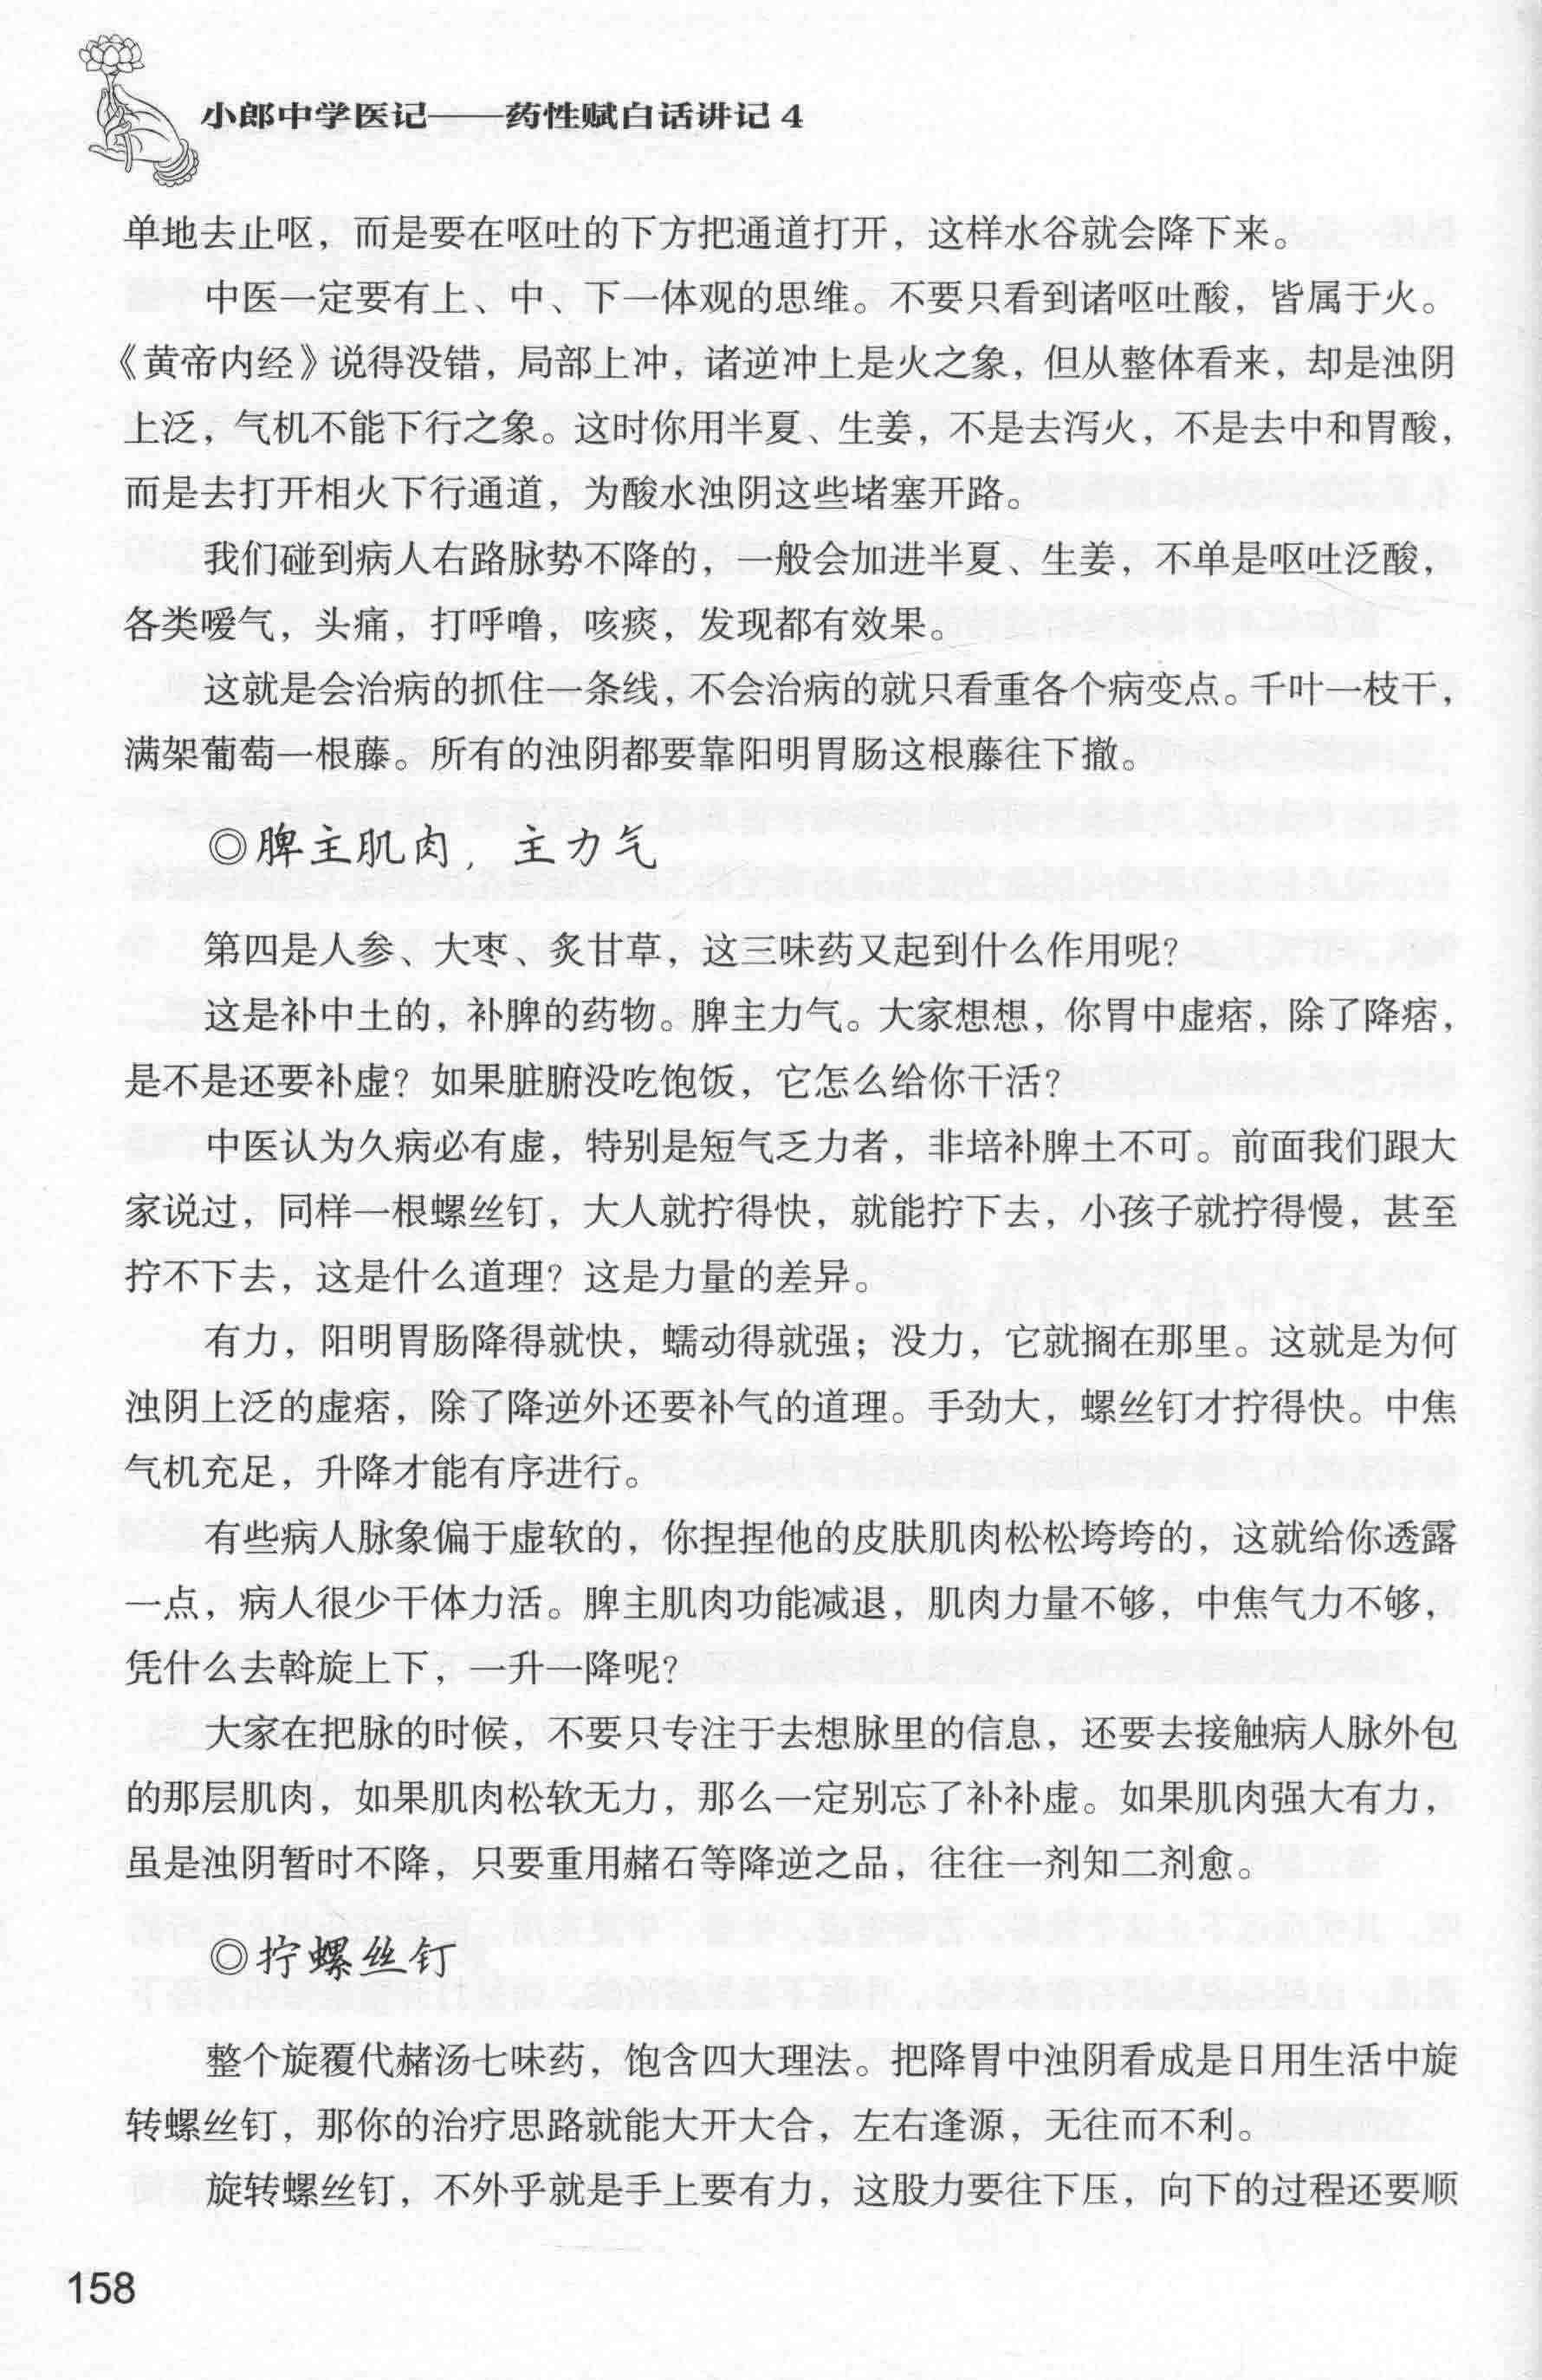 小郎中学医记——药性赋白话讲记4
单地去止呕，而是要在呕吐的下方把通道打开，这样水谷就会降下来。
中医一定要有上、中、下一体观的思维。不要只看到诸呕吐酸，皆属于火。
《黄帝内经》说得没错，局部上冲，诸逆冲上是火之象，但从整体看来，却是浊阴
上泛，气机不能下行之象。这时你用半夏、生姜，不是去泻火，不是去中和胃酸，
而是去打开相火下行通道，为酸水浊阴这些堵塞开路。
我们碰到病人右路脉势不降的，一般会加进半夏、生姜，不单是呕吐泛酸，
各类嗳气，头痛，打呼噜，咳痰，发现都有效果。
这就是会治病的抓住一条线，不会治病的就只看重各个病变点。千叶一枝干，
满架葡萄一根藤。所有的浊阴都要靠阳明胃肠这根藤往下撤。
◎脾主肌肉，主力气
第四是人参、大枣、炙甘草，这三味药又起到什么作用呢？
这是补中土的，补脾的药物。脾主力气。大家想想，你胃中虚痞，除了降痞，
是不是还要补虚？如果脏腑没吃饱饭，它怎么给你干活？
中医认为久病必有虚，特别是短气乏力者，非培补脾土不可。前面我们跟大
家说过，同样一根螺丝钉，大人就拧得快，就能拧下去，小孩子就拧得慢，甚至
拧不下去，这是什么道理？这是力量的差异。
有力，阳明胃肠降得就快，蠕动得就强；没力，它就搁在那里。这就是为何
浊阴上泛的虚痞，除了降逆外还要补气的道理。手劲大，螺丝钉才拧得快。中焦
气机充足，升降才能有序进行。
有些病人脉象偏于虚软的，你捏捏他的皮肤肌肉松松垮垮的，这就给你透露
一点，病人很少干体力活。脾主肌肉功能减退，肌肉力量不够，中焦气力不够，
凭什么去斡旋上下，一升一降呢？
大家在把脉的时候，不要只专注于去想脉里的信息，还要去接触病人脉外包
的那层肌肉，如果肌肉松软无力，那么一定别忘了补补虚。如果肌肉强大有力，
虽是浊阴暂时不降，只要重用赭石等降逆之品，往往一剂知二剂愈。
◎拧螺丝钉
整个旋覆代赭汤七味药，饱含四大理法。把降胃中浊阴看成是日用生活中旋
转螺丝钉，那你的治疗思路就能大开大合，左右逢源，无往而不利。
旋转螺丝钉，不外乎就是手上要有力，这股力要往下压，向下的过程还要顺
158